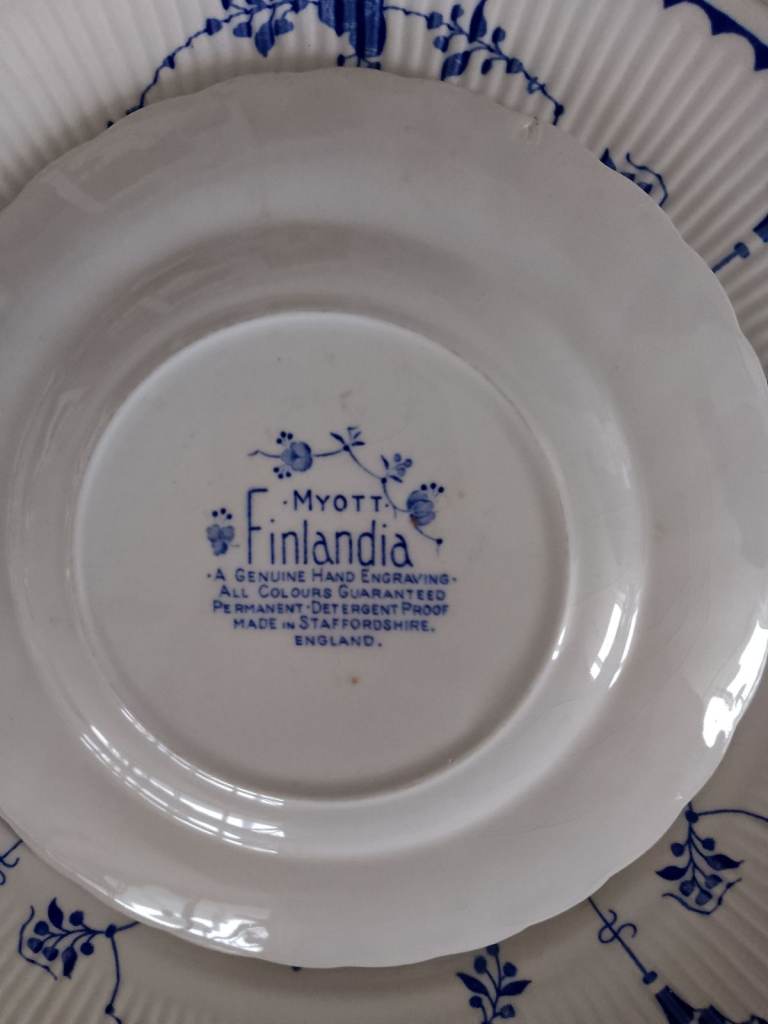 ·MYOTT·
Finlandia
·A GENUINE HAND ENGRAVING·
ALL COLOURS GUARANTEED
PERMANENT·DETERGENT PROOF
MADE IN STAFFORDSHIRE.
ENGLAND.